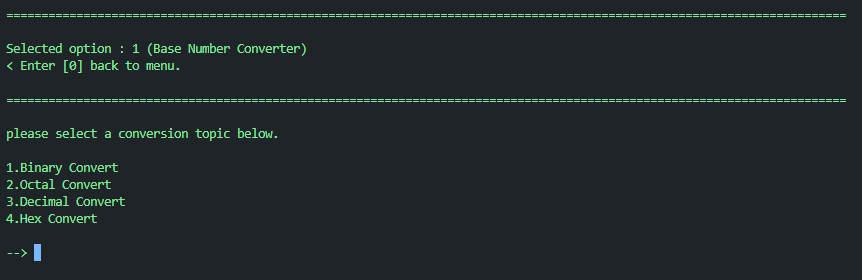 ========================================================================================================================
Selected option : 1 (Base Number Converter)
< Enter [0] back to menu.
========================================================================================================================
please select a conversion topic below.
1.Binary Convert
2.Octal Convert
3.Decimal Convert
4.Hex Convert
-->